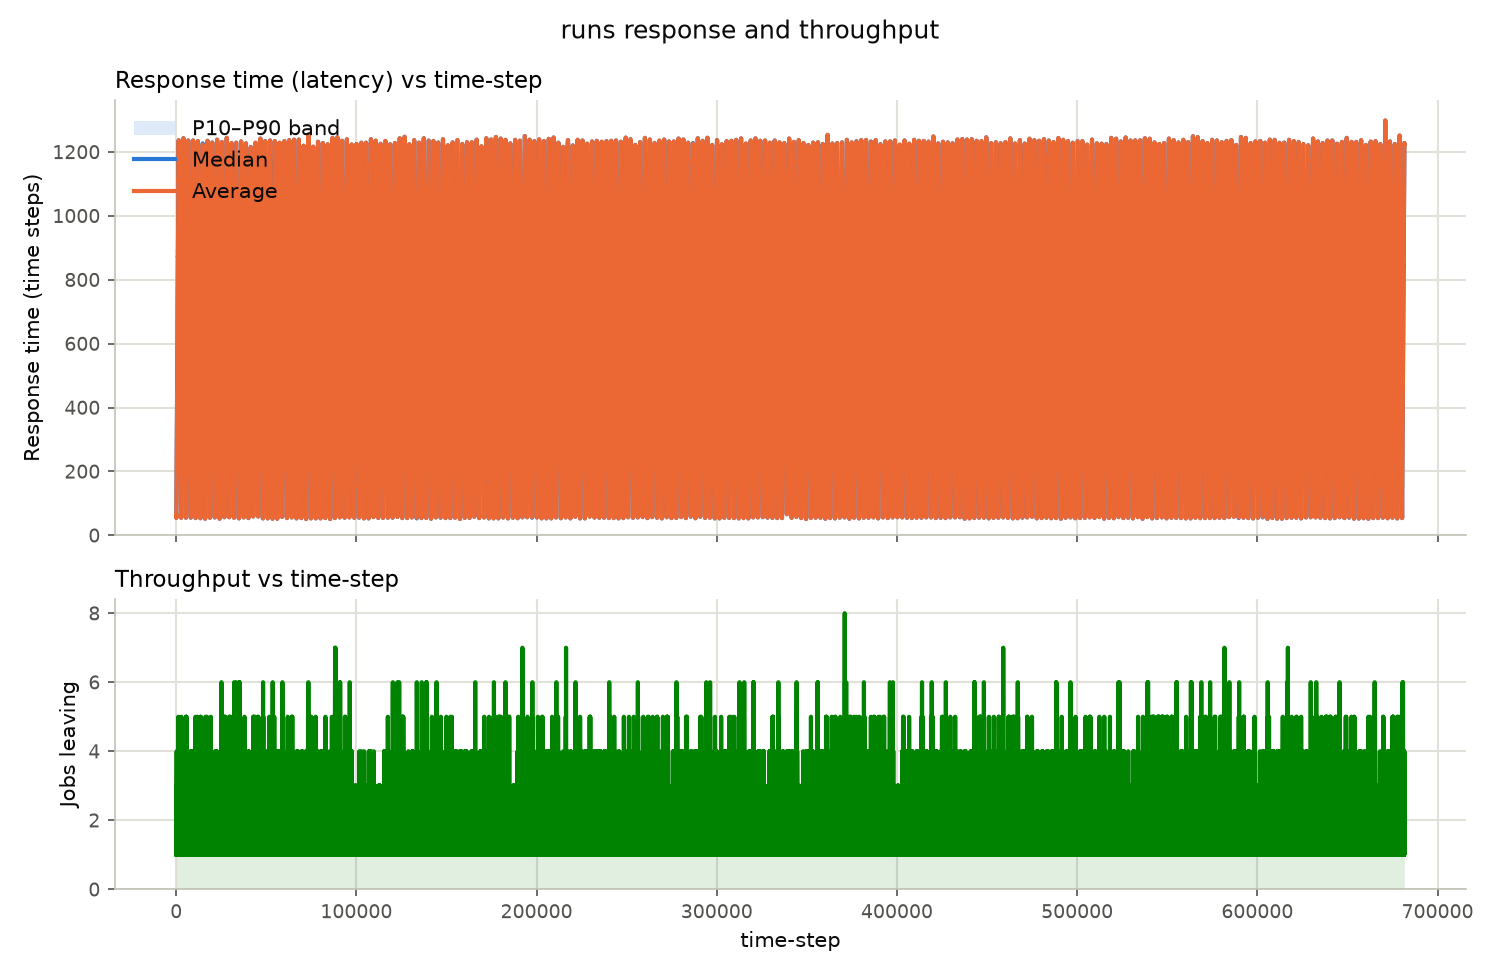 runs response and throughput
Response time (latency) vs time-step
P10–P90 band
Median
Average
Response time (time steps)
1200
1000
800
600
400
200
0
Throughput vs time-step
Jobs leaving
8
6
4
2
0
0 100000 200000 300000 400000 500000 600000 700000
time-step